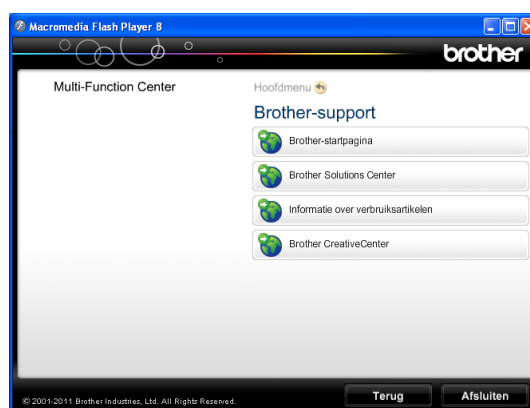 Macromedia Flash Player 8
brother
Multi-Function Center
Hoofdmenu
Brother-support
Brother-startpagina
Brother Solutions Center
Informatie over verbruiksartikelen
Brother CreativeCenter
© 2001-2011 Brother Industries, Ltd. All Rights Reserved.
Terug
Afsluiten